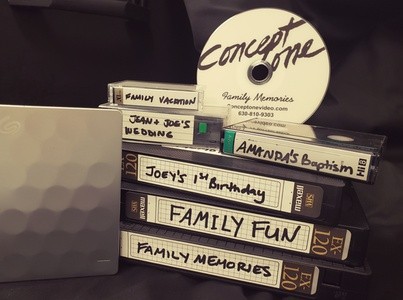 concept
one
Family Memories
conceptonevideo.com
630-810-9303
FAMILY VACATION
JEAN + JOE'S
WEDDING
AMANDA'S Baptism
Hi8
120
JOEY'S 1st Birthday
maxell
maxell
FAMILY FUN
EX-
120
FAMILY MEMORIES
EX-
120